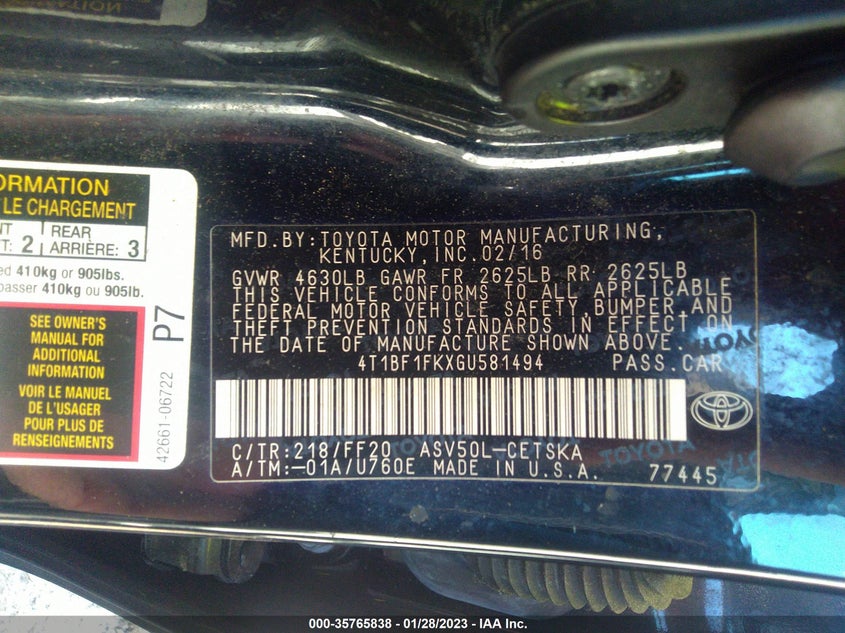 ORMATION
LE CHARGEMENT
NT REAR
T: 2 ARRIÈRE: 3
ed 410kg or 905lbs.
passer 410kg ou 905lb.
SEE OWNER'S
MANUAL FOR
ADDITIONAL
INFORMATION
VOIR LE MANUEL
DE L'USAGER
POUR PLUS DE
RENSEIGNEMENTS
P7
42661-06722
MFD.BY:TOYOTA MOTOR MANUFACTURING,
KENTUCKY, INC. 02/16
GVWR 4630LB GAWR FR 2625LB RR 2625LB
THIS VEHICLE CONFORMS TO ALL APPLICABLE
FEDERAL MOTOR VEHICLE SAFETY,BUMPER,AND
THEFT PREVENTION STANDARDS IN EFFECT ON
THE DATE OF MANUFACTURE SHOWN ABOVE.
4T1BF1FKXGU581494 PASS.CAR
C/TR:218/FF20 ASV50L-CETSKA
A/TM:-01A/U760E MADE IN U.S.A. 77445
TOYOTA
000-35765838 - 01/28/2023 - IAA Inc.